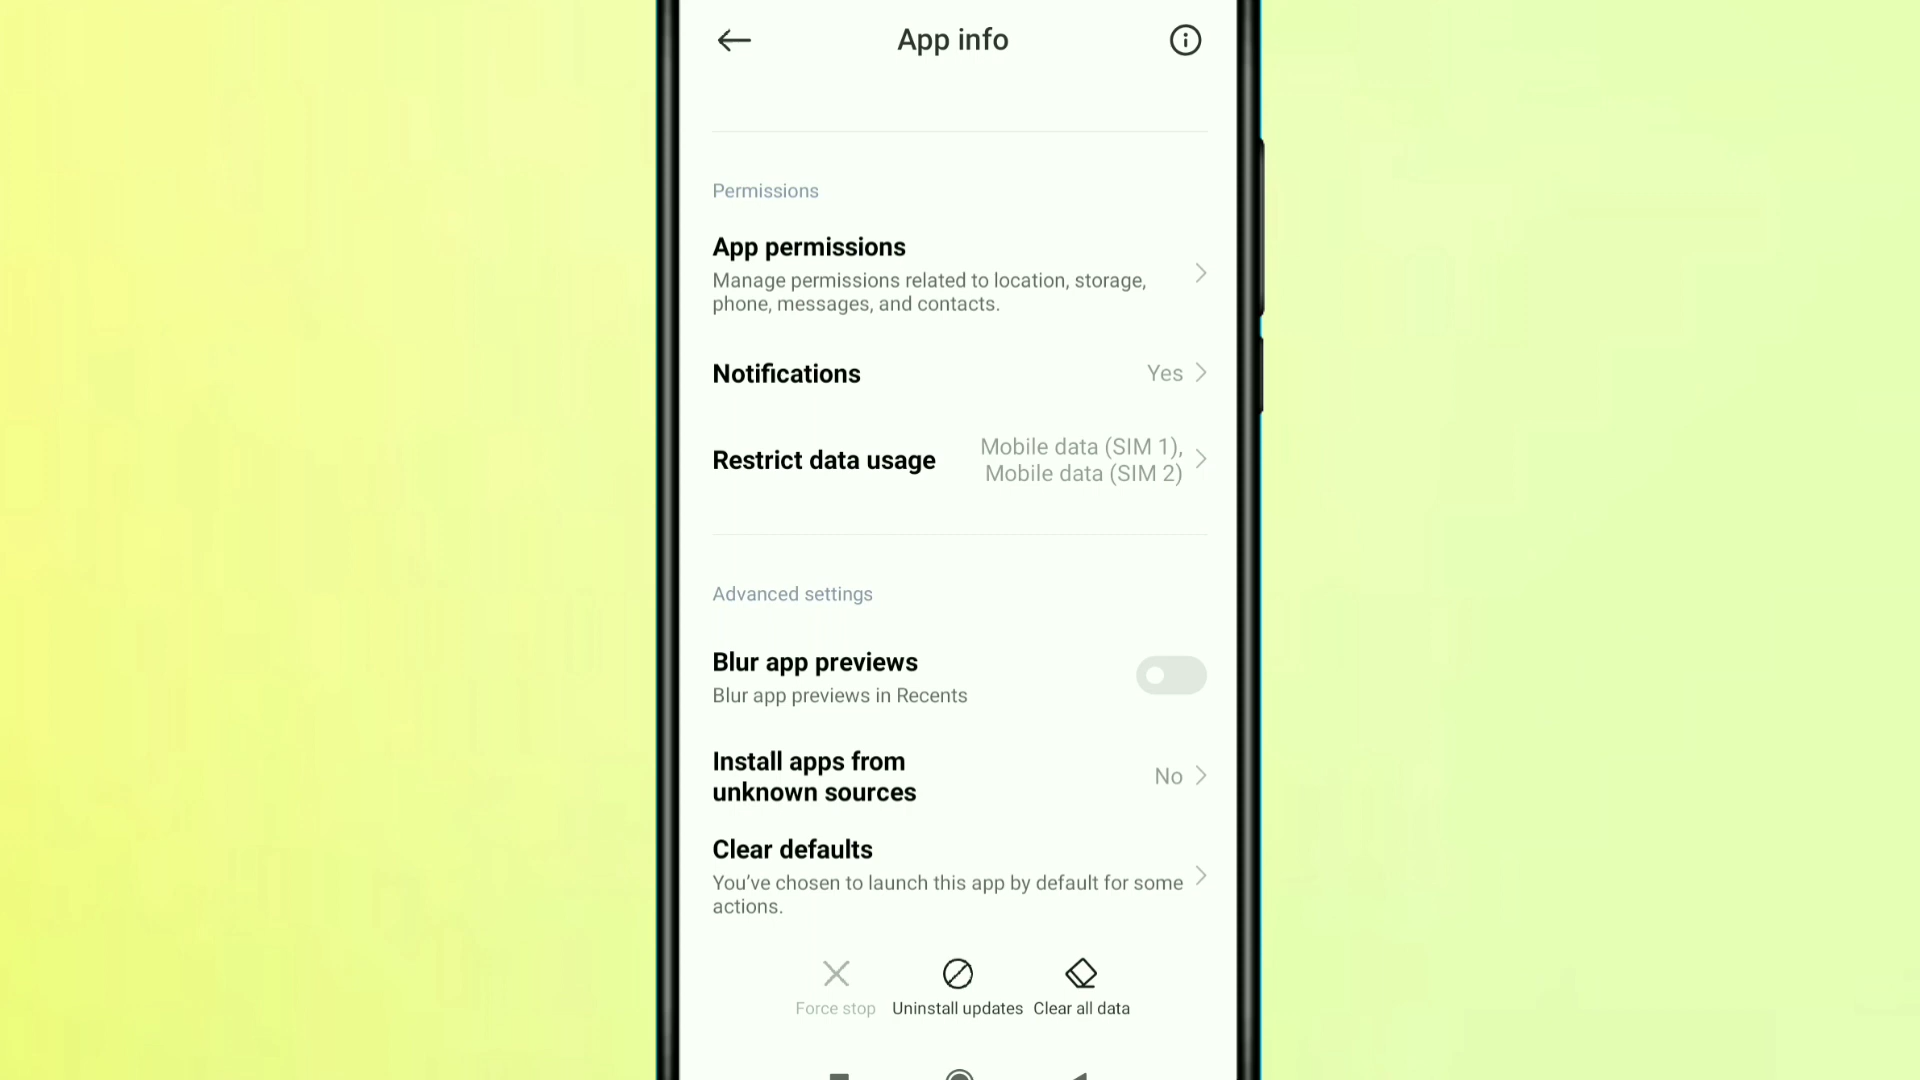 App info
Permissions
App permissions
Manage permissions related to location, storage,
phone, messages, and contacts.
Notifications
Yes
Restrict data usage
Mobile data (SIM 1),
Mobile data (SIM 2)
Advanced settings
Blur app previews
Blur app previews in Recents
Install apps from
unknown sources
No
Clear defaults
You’ve chosen to launch this app by default for some
actions.
Force stop
Uninstall updates
Clear all data